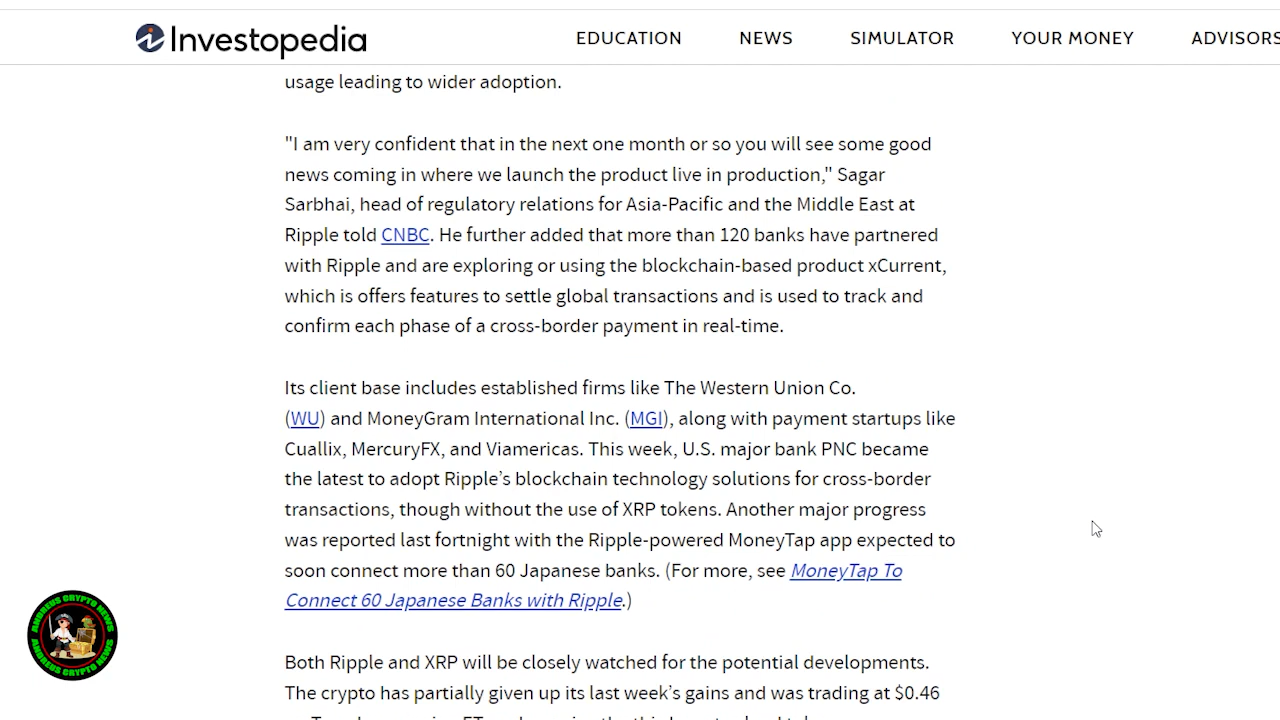 Investopedia
EDUCATION NEWS SIMULATOR YOUR MONEY ADVISORS
usage leading to wider adoption.
"I am very confident that in the next one month or so you will see some good
news coming in where we launch the product live in production," Sagar
Sarbhai, head of regulatory relations for Asia-Pacific and the Middle East at
Ripple told CNBC. He further added that more than 120 banks have partnered
with Ripple and are exploring or using the blockchain-based product xCurrent,
which is offers features to settle global transactions and is used to track and
confirm each phase of a cross-border payment in real-time.
Its client base includes established firms like The Western Union Co.
(WU) and MoneyGram International Inc. (MGI), along with payment startups like
Cuallix, MercuryFX, and Viamericas. This week, U.S. major bank PNC became
the latest to adopt Ripple’s blockchain technology solutions for cross-border
transactions, though without the use of XRP tokens. Another major progress
was reported last fortnight with the Ripple-powered MoneyTap app expected to
soon connect more than 60 Japanese banks. (For more, see MoneyTap To
Connect 60 Japanese Banks with Ripple.)
ANDREUS CRYPTO NEWS
ANDREUS CRYPTO NEWS
Both Ripple and XRP will be closely watched for the potential developments.
The crypto has partially given up its last week’s gains and was trading at $0.46